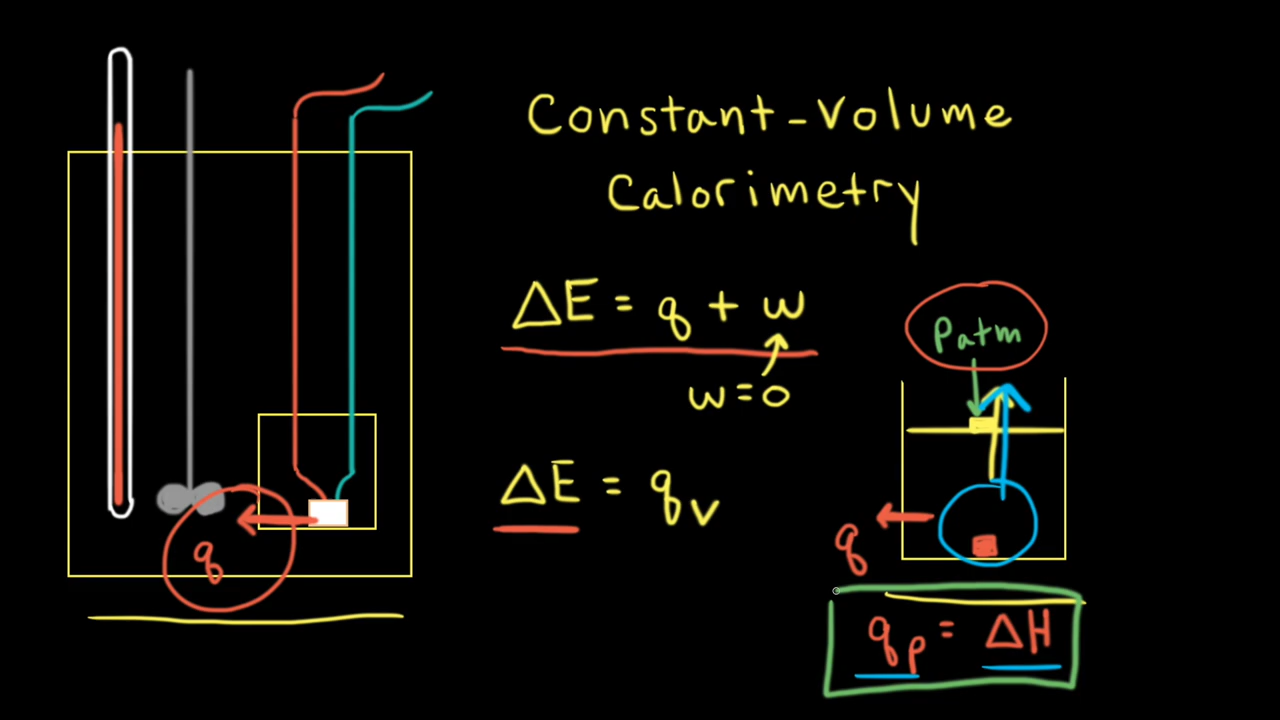 Constant-Volume
Calorimetry
ΔE = q + w
w=0
ΔE = qᵥ
q
Patm
q
qₚ = ΔH